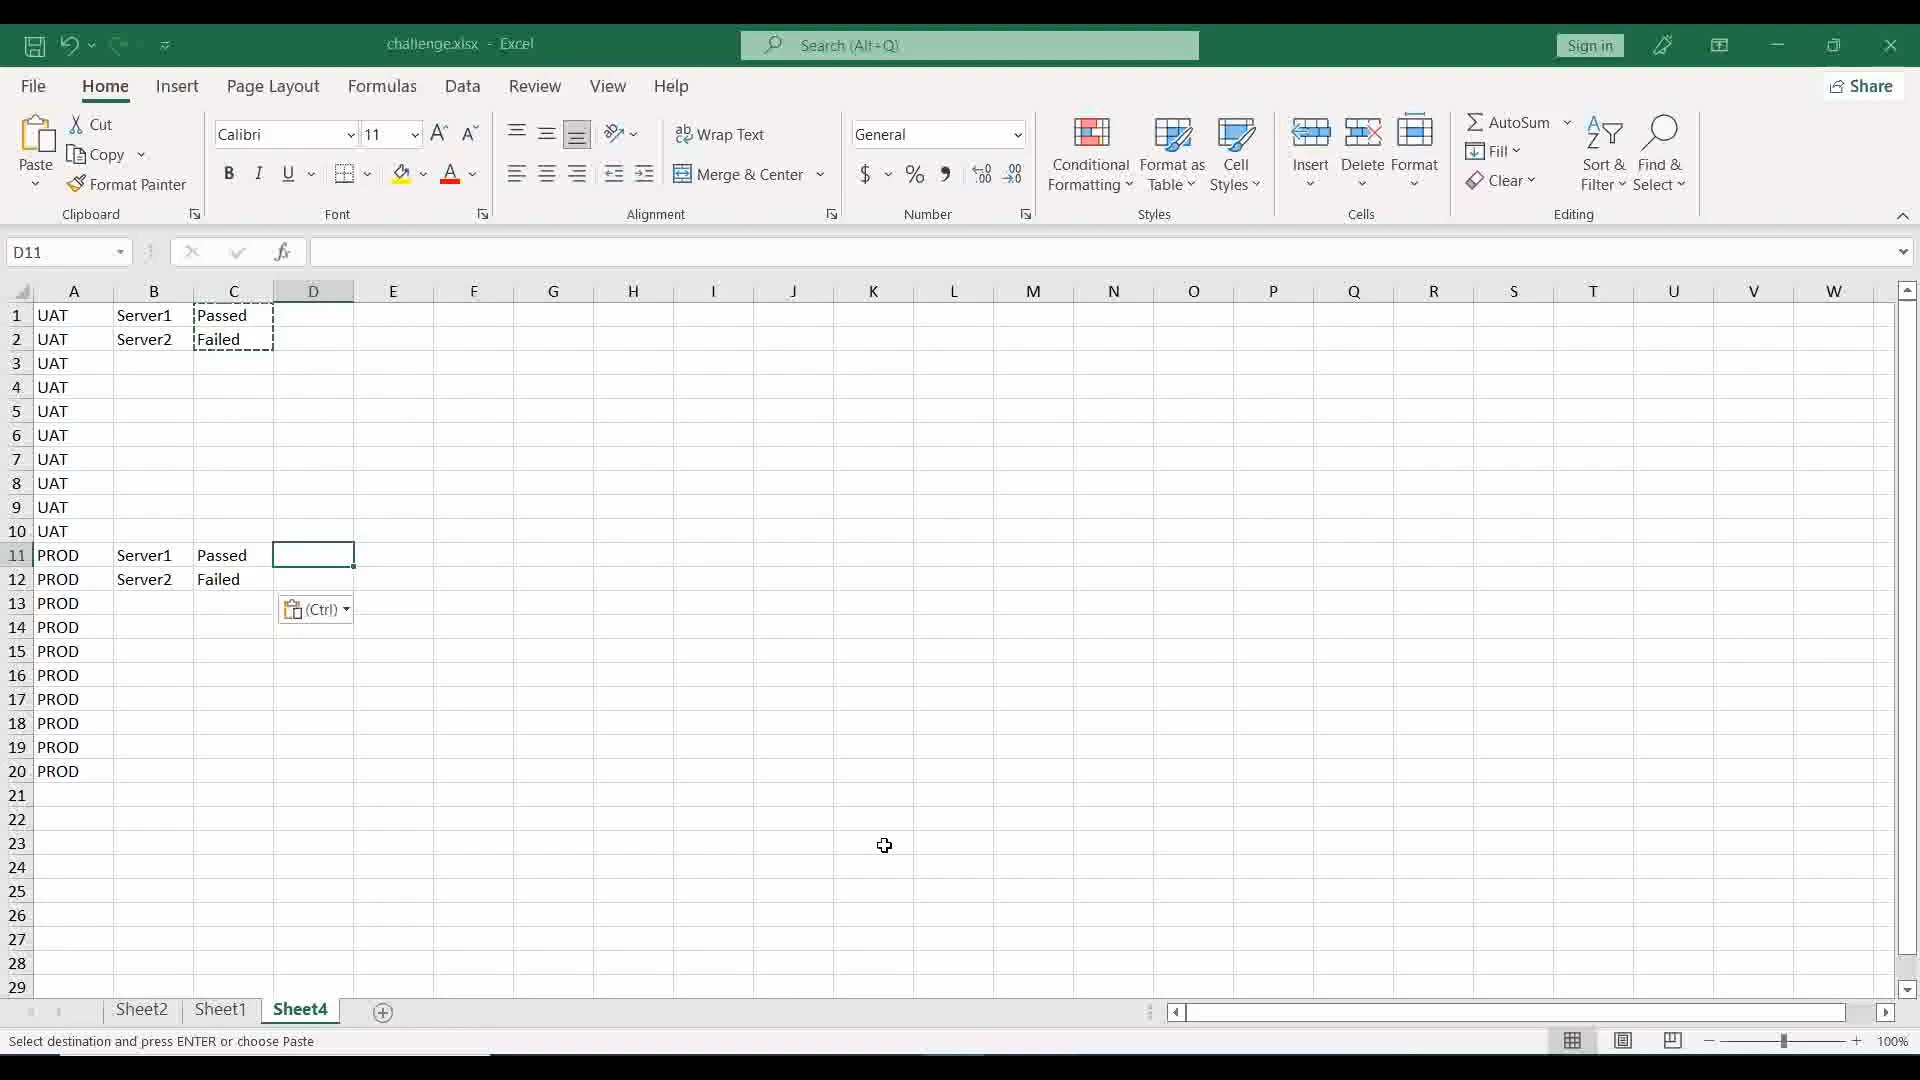 challenge.xlsx - Excel
Search (Alt+Q)
Sign in
File Home Insert Page Layout Formulas Data Review View Help
Share
Paste
Cut
Copy
Format Painter
Clipboard
Calibri 11
B I U
Font
Wrap Text
Merge & Center
Alignment
General
$ % ,
Number
Conditional Formatting
Format as Table
Cell Styles
Styles
Insert Delete Format
Cells
AutoSum
Fill
Clear
Sort & Filter
Find & Select
Editing
D11
fx
A B C D E F G H I J K L M N O P Q R S T U V W
1 UAT Server1 Passed
2 UAT Server2 Failed
3 UAT
4 UAT
5 UAT
6 UAT
7 UAT
8 UAT
9 UAT
10 UAT
11 PROD Server1 Passed
12 PROD Server2 Failed
13 PROD (Ctrl)
14 PROD
15 PROD
16 PROD
17 PROD
18 PROD
19 PROD
20 PROD
21
22
23
24
25
26
27
28
29
Sheet2 Sheet1 Sheet4
Select destination and press ENTER or choose Paste
100%